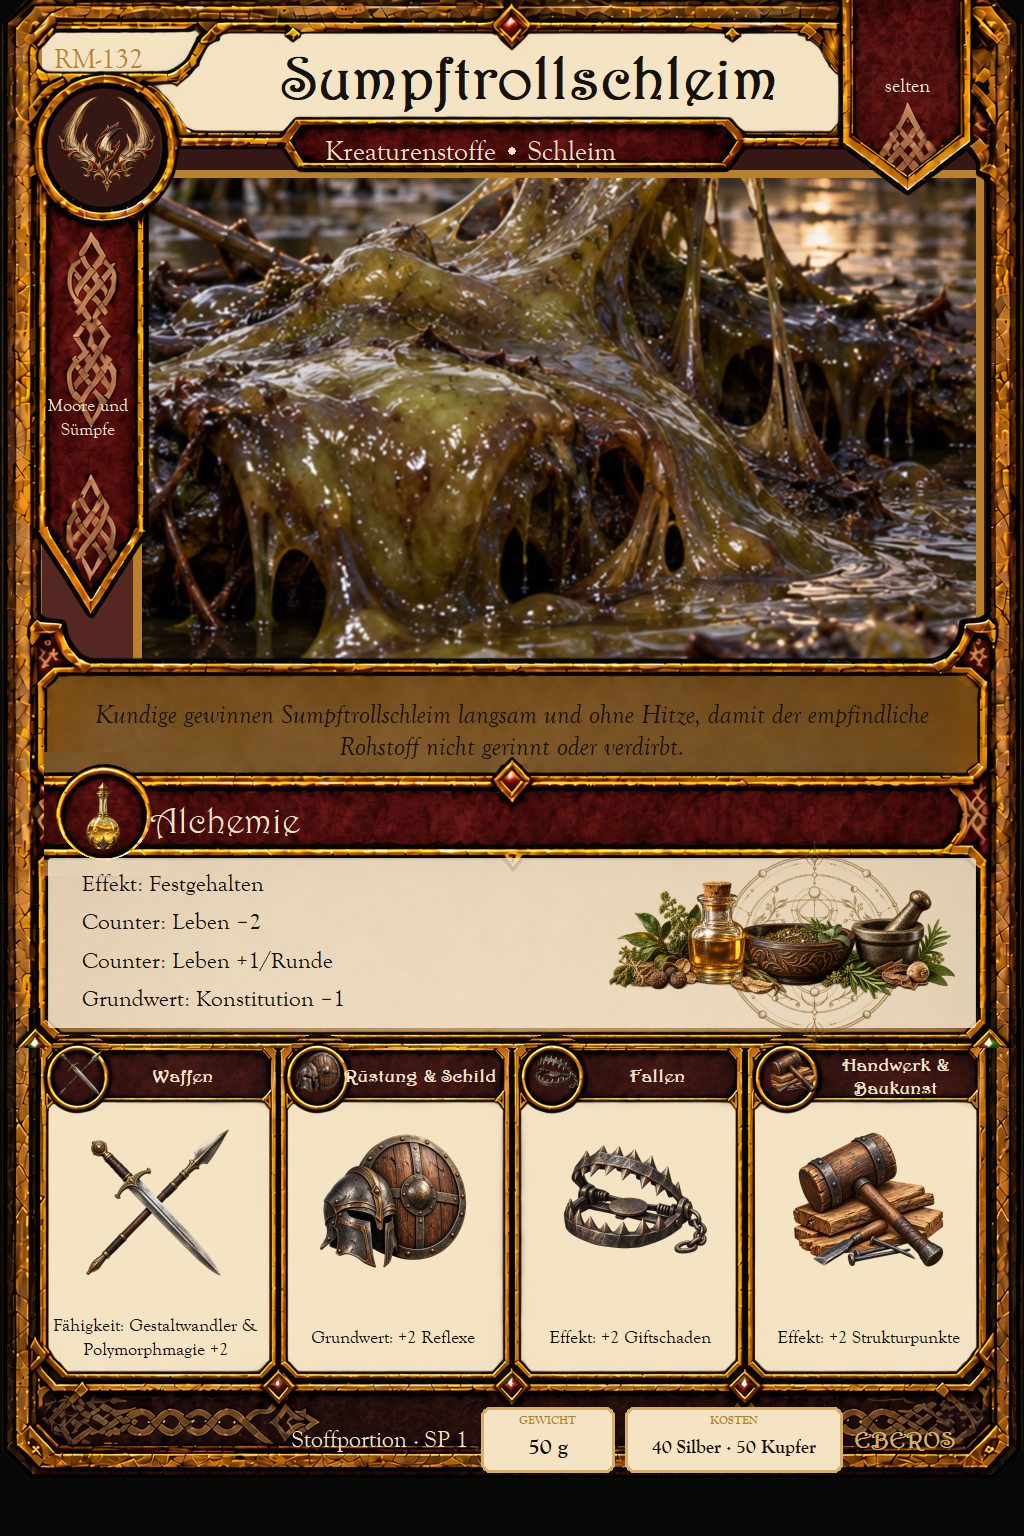 RM-132
Sumpftrollschleim
selten
Kreaturenstoffe • Schleim
Moore und
Sümpfe
Kundige gewinnen Sumpftrollschleim langsam und ohne Hitze, damit der empfindliche
Rohstoff nicht gerinnt oder verdirbt.
Alchemie
Effekt: Festgehalten
Counter: Leben −2
Counter: Leben +1/Runde
Grundwert: Konstitution −1
Waffen
Rüstung & Schild
Fallen
Handwerk &
Baukunst
Fähigkeit: Gestaltwandler &
Polymorphmagie +2
Grundwert: +2 Reflexe
Effekt: +2 Giftschaden
Effekt: +2 Strukturpunkte
Stoffportion · SP 1
GEWICHT
50 g
KOSTEN
40 Silber · 50 Kupfer
EBEROS